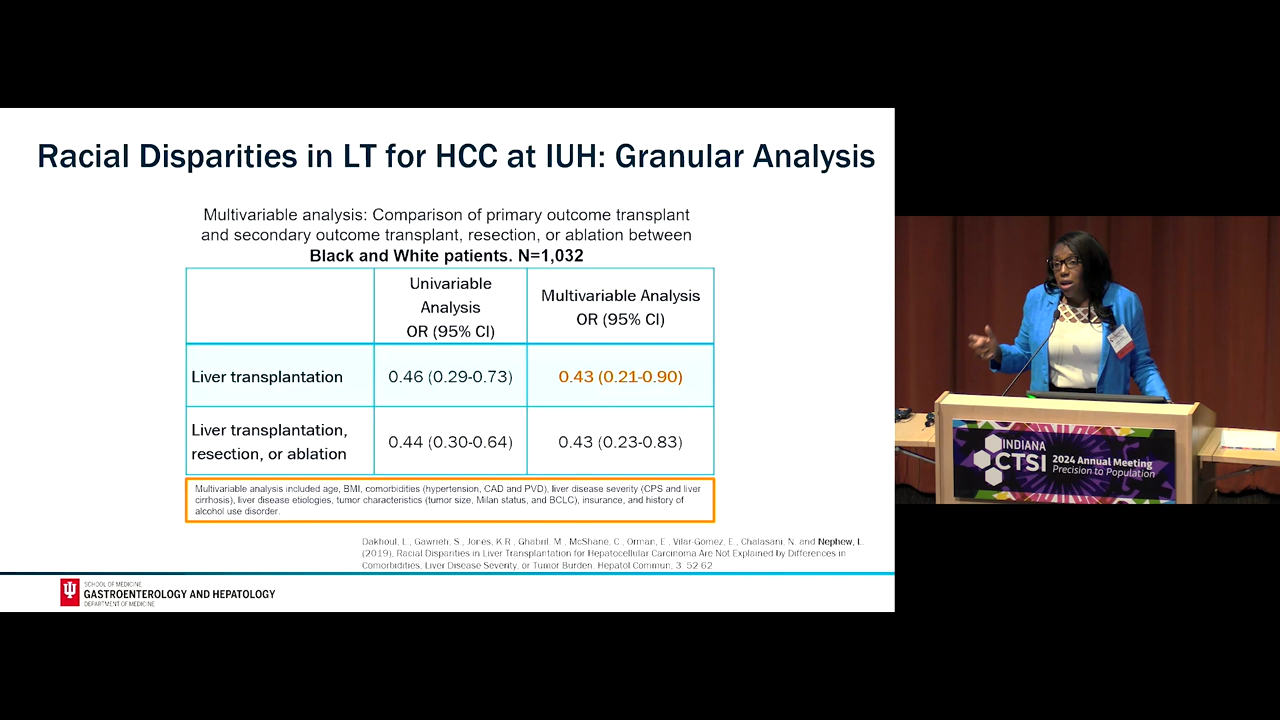 Racial Disparities in LT for HCC at IUH: Granular Analysis
Multivariable analysis: Comparison of primary outcome transplant
and secondary outcome transplant, resection, or ablation between
Black and White patients. N=1,032
Univariable
Analysis
OR (95% CI)
Multivariable Analysis
OR (95% CI)
Liver transplantation
0.46 (0.29-0.73)
0.43 (0.21-0.90)
Liver transplantation,
resection, or ablation
0.44 (0.30-0.64)
0.43 (0.23-0.83)
Multivariable analysis included age, BMI, comorbidities (hypertension, CAD and PVD), liver disease severity (CPS and liver
cirrhosis), liver disease etiologies, tumor characteristics (tumor size, Milan status, and BCLC), insurance, and history of
alcohol use disorder.
Dakhoul, L., Gawrieh, S., Jones, K.R., Ghabril, M., McShane, C., Orman, E., Vilar-Gomez, E., Chalasani, N. and Nephew, L.
(2019), Racial Disparities in Liver Transplantation for Hepatocellular Carcinoma Are Not Explained by Differences in
Comorbidities, Liver Disease Severity, or Tumor Burden. Hepatol Commun, 3: 52-62
SCHOOL OF MEDICINE
GASTROENTEROLOGY AND HEPATOLOGY
DEPARTMENT OF MEDICINE
INDIANA
CTSI
2024 Annual Meeting
Precision to Population